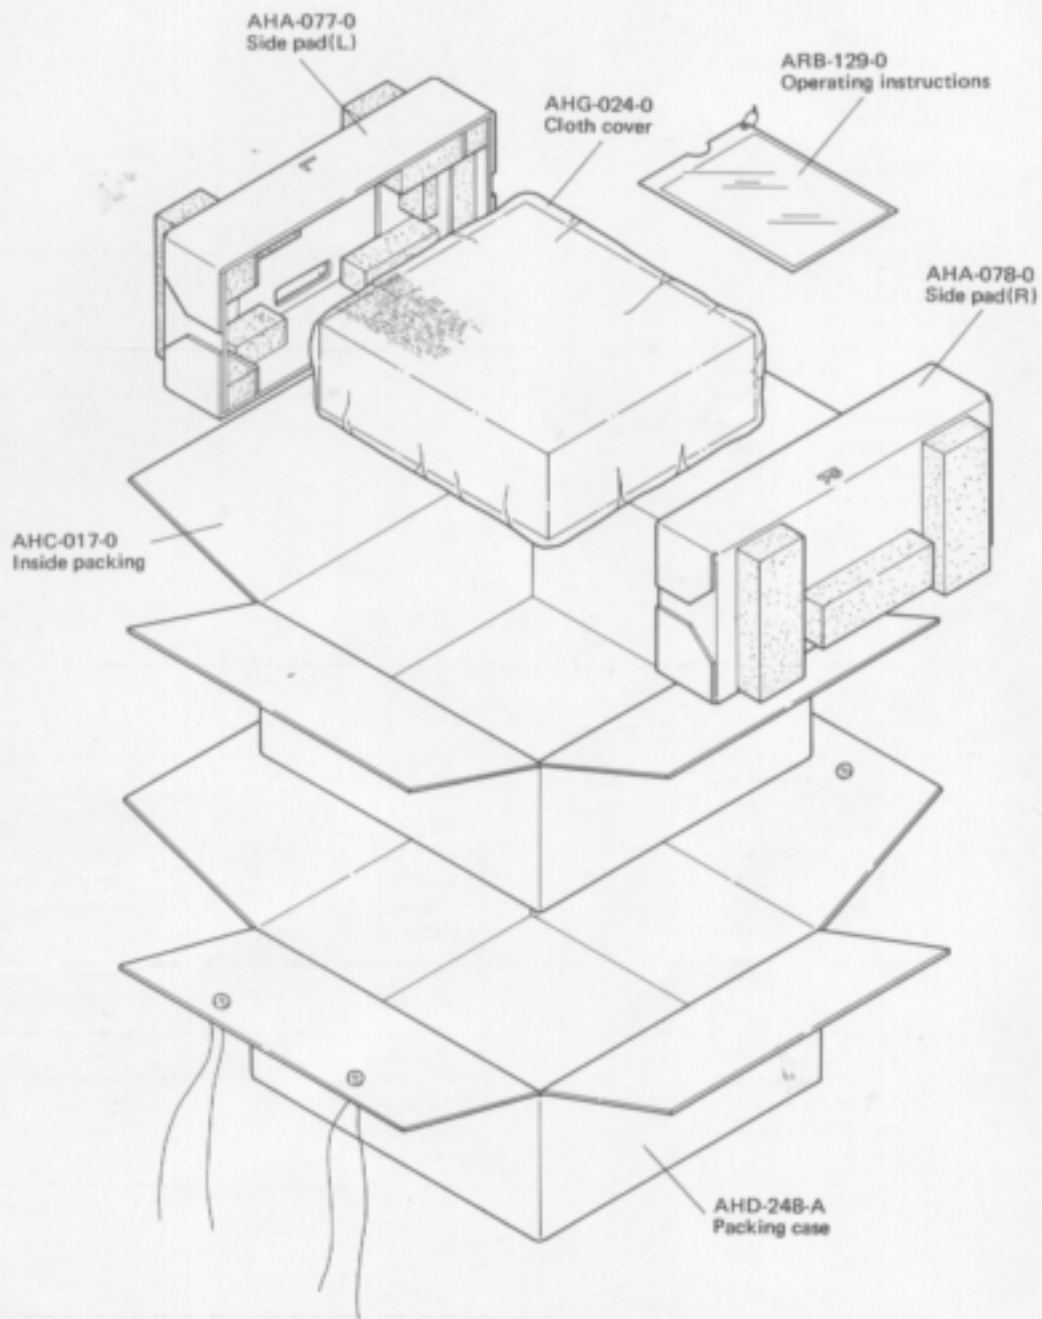 AHA-077-0
Side pad(L)
ARB-129-0
Operating instructions
AHG-024-0
Cloth cover
L
AHA-078-0
Side pad(R)
R
AHC-017-0
Inside packing
AHD-248-A
Packing case